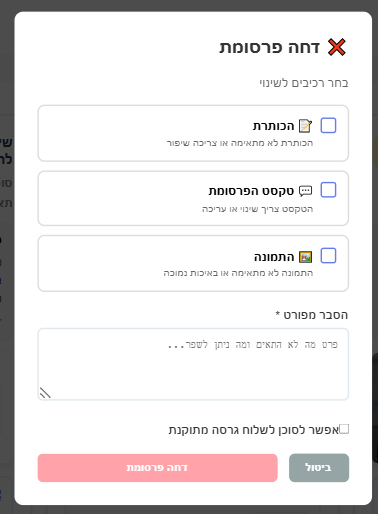 ❌ דחה פרסומת
בחר רכיבים לשינוי
📝 הכותרת
הכותרת לא מתאימה או צריכה שיפור
💬 טקסט הפרסומת
הטקסט צריך שינוי או עריכה
🖼️ התמונה
התמונה לא מתאימה או באיכות נמוכה
הסבר מפורט *
פרט מה לא התאים ומה ניתן לשפר...
אפשר לסוכן לשלוח גרסה מתוקנת
ביטול
דחה פרסומת